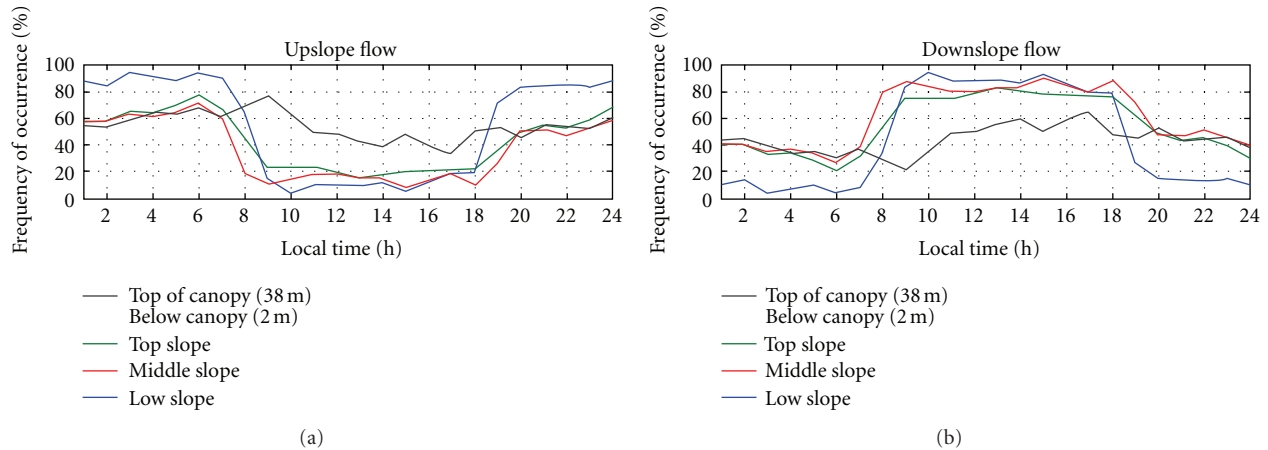 Upslope flow
Frequency of occurrence (%)
100
80
60
40
20
0
2 4 6 8 10 12 14 16 18 20 22 24
Local time (h)
Top of canopy (38 m)
Below canopy (2 m)
Top slope
Middle slope
Low slope
(a)
Downslope flow
Frequency of occurrence (%)
100
80
60
40
20
0
2 4 6 8 10 12 14 16 18 20 22 24
Local time (h)
Top of canopy (38 m)
Below canopy (2 m)
Top slope
Middle slope
Low slope
(b)